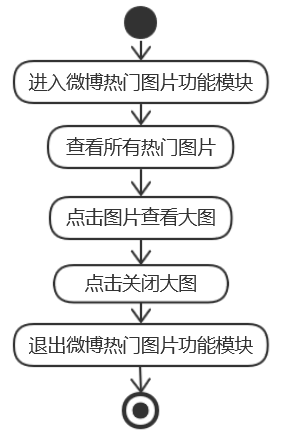 进入微博热门图片功能模块
查看所有热门图片
点击图片查看大图
点击关闭大图
退出微博热门图片功能模块